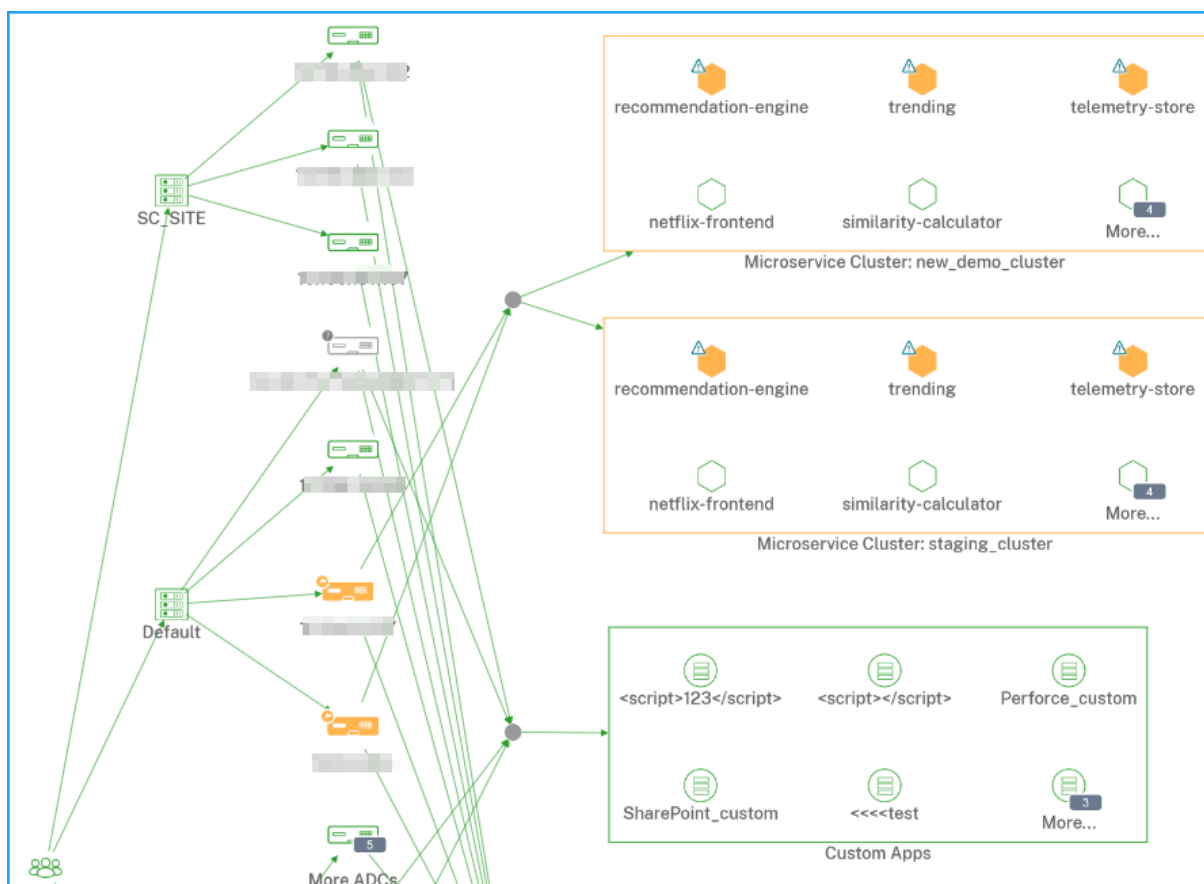 recommendation-engine
trending
telemetry-store
netflix-frontend
similarity-calculator
4
More...
Microservice Cluster: new_demo_cluster
SC_SITE
recommendation-engine
trending
telemetry-store
netflix-frontend
similarity-calculator
4
More...
Microservice Cluster: staging_cluster
Default
<script>123</script>
<script></script>
Perforce_custom
SharePoint_custom
<<<<test
3
More...
Custom Apps
5
More ADCs